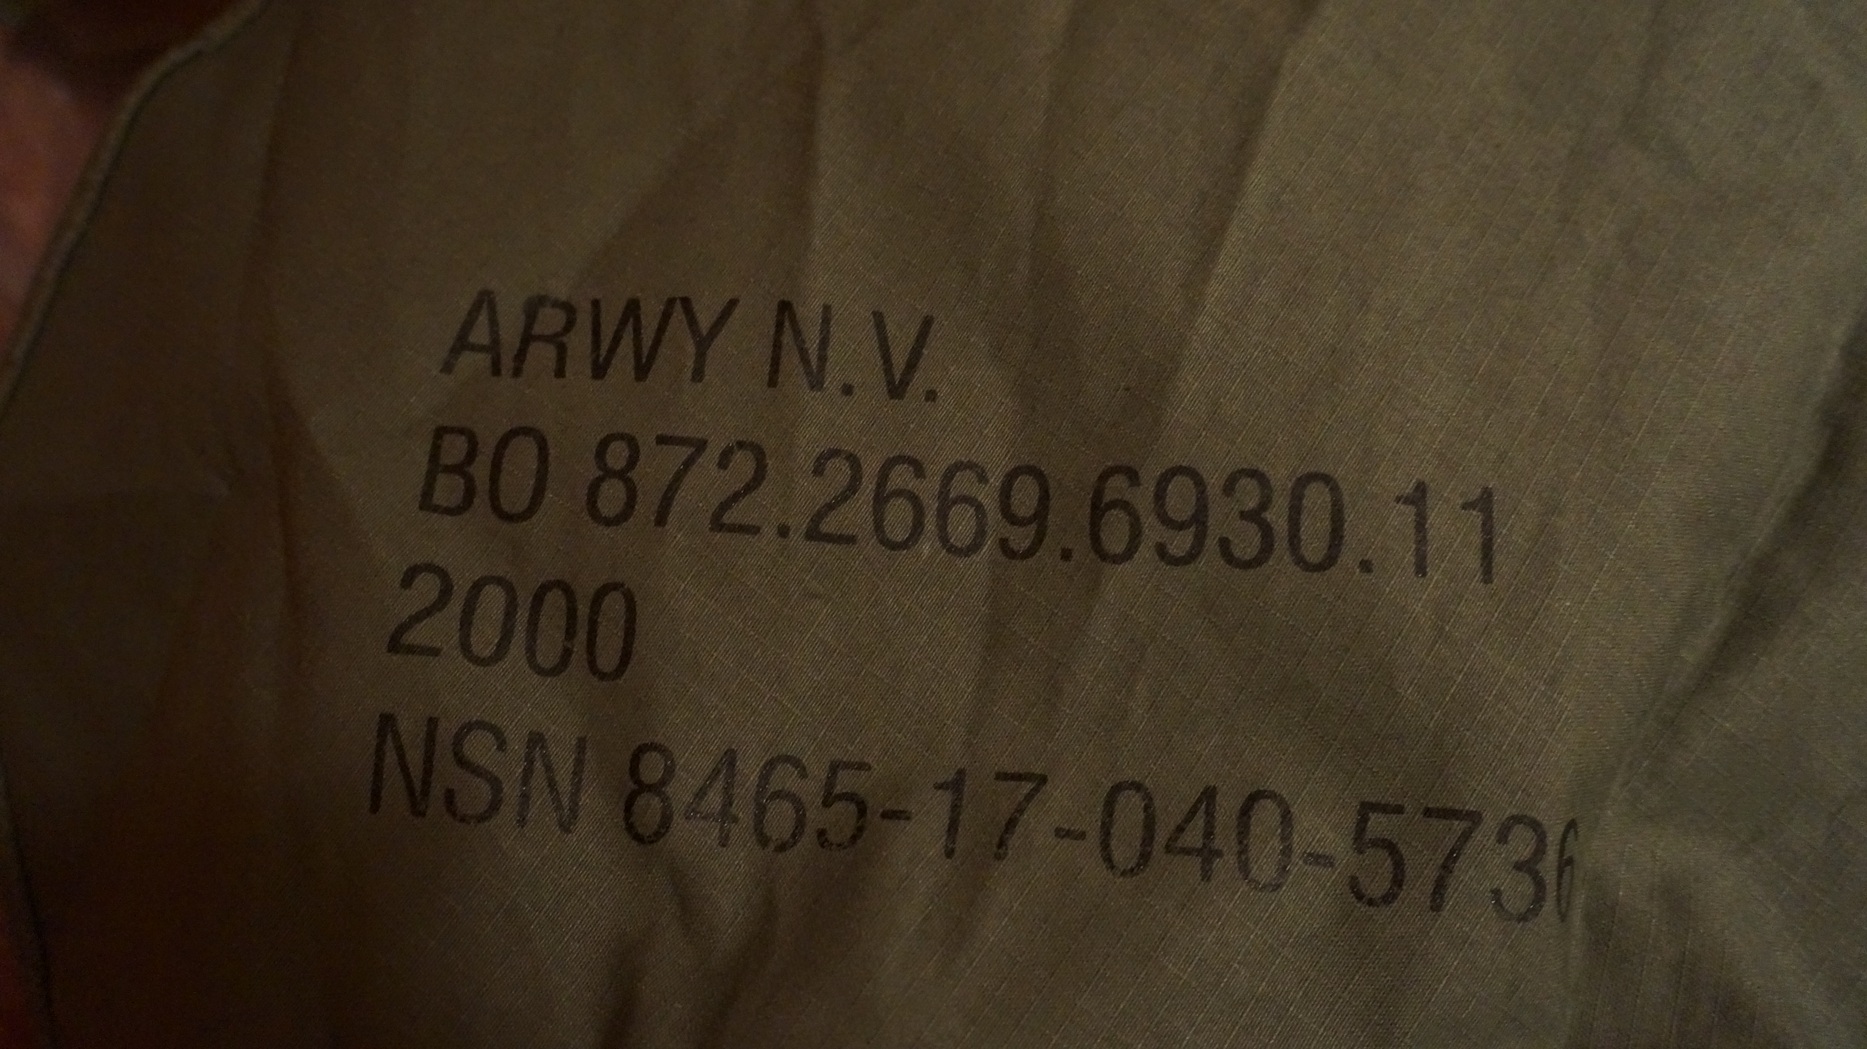 ARWY N.V.
BO 872.2669.6930.11
2000
NSN 8465-17-040-5736